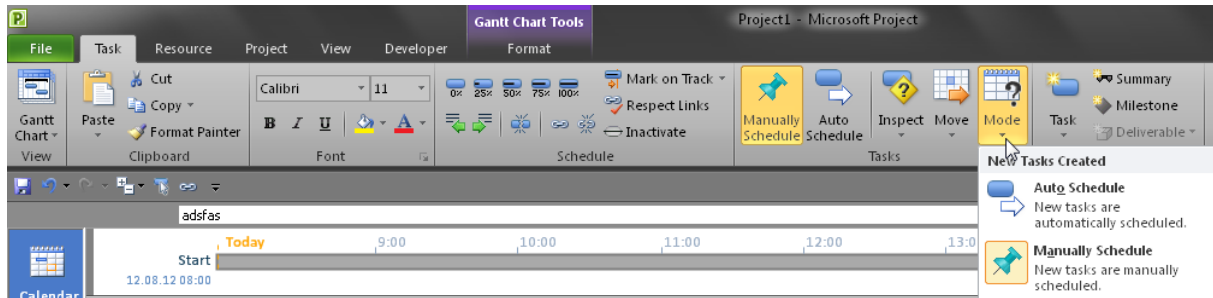 Gantt Chart Tools
Project1 - Microsoft Project
File Task Resource Project View Developer Format
Cut
Copy
Format Painter
Paste
Gantt
Chart
Calibri 11
B I U A
0% 25% 50% 75% 100%
Mark on Track
Respect Links
Inactivate
Manually
Schedule
Auto
Schedule
Inspect Move Mode
Task
Summary
Milestone
Deliverable
View Clipboard Font Schedule Tasks
New Tasks Created
Auto Schedule
New tasks are
automatically scheduled.
Manually Schedule
New tasks are manually
scheduled.
adsfas
Today 9:00 10:00 11:00 12:00 13:0
Start
12.08.12 08:00
Calendar